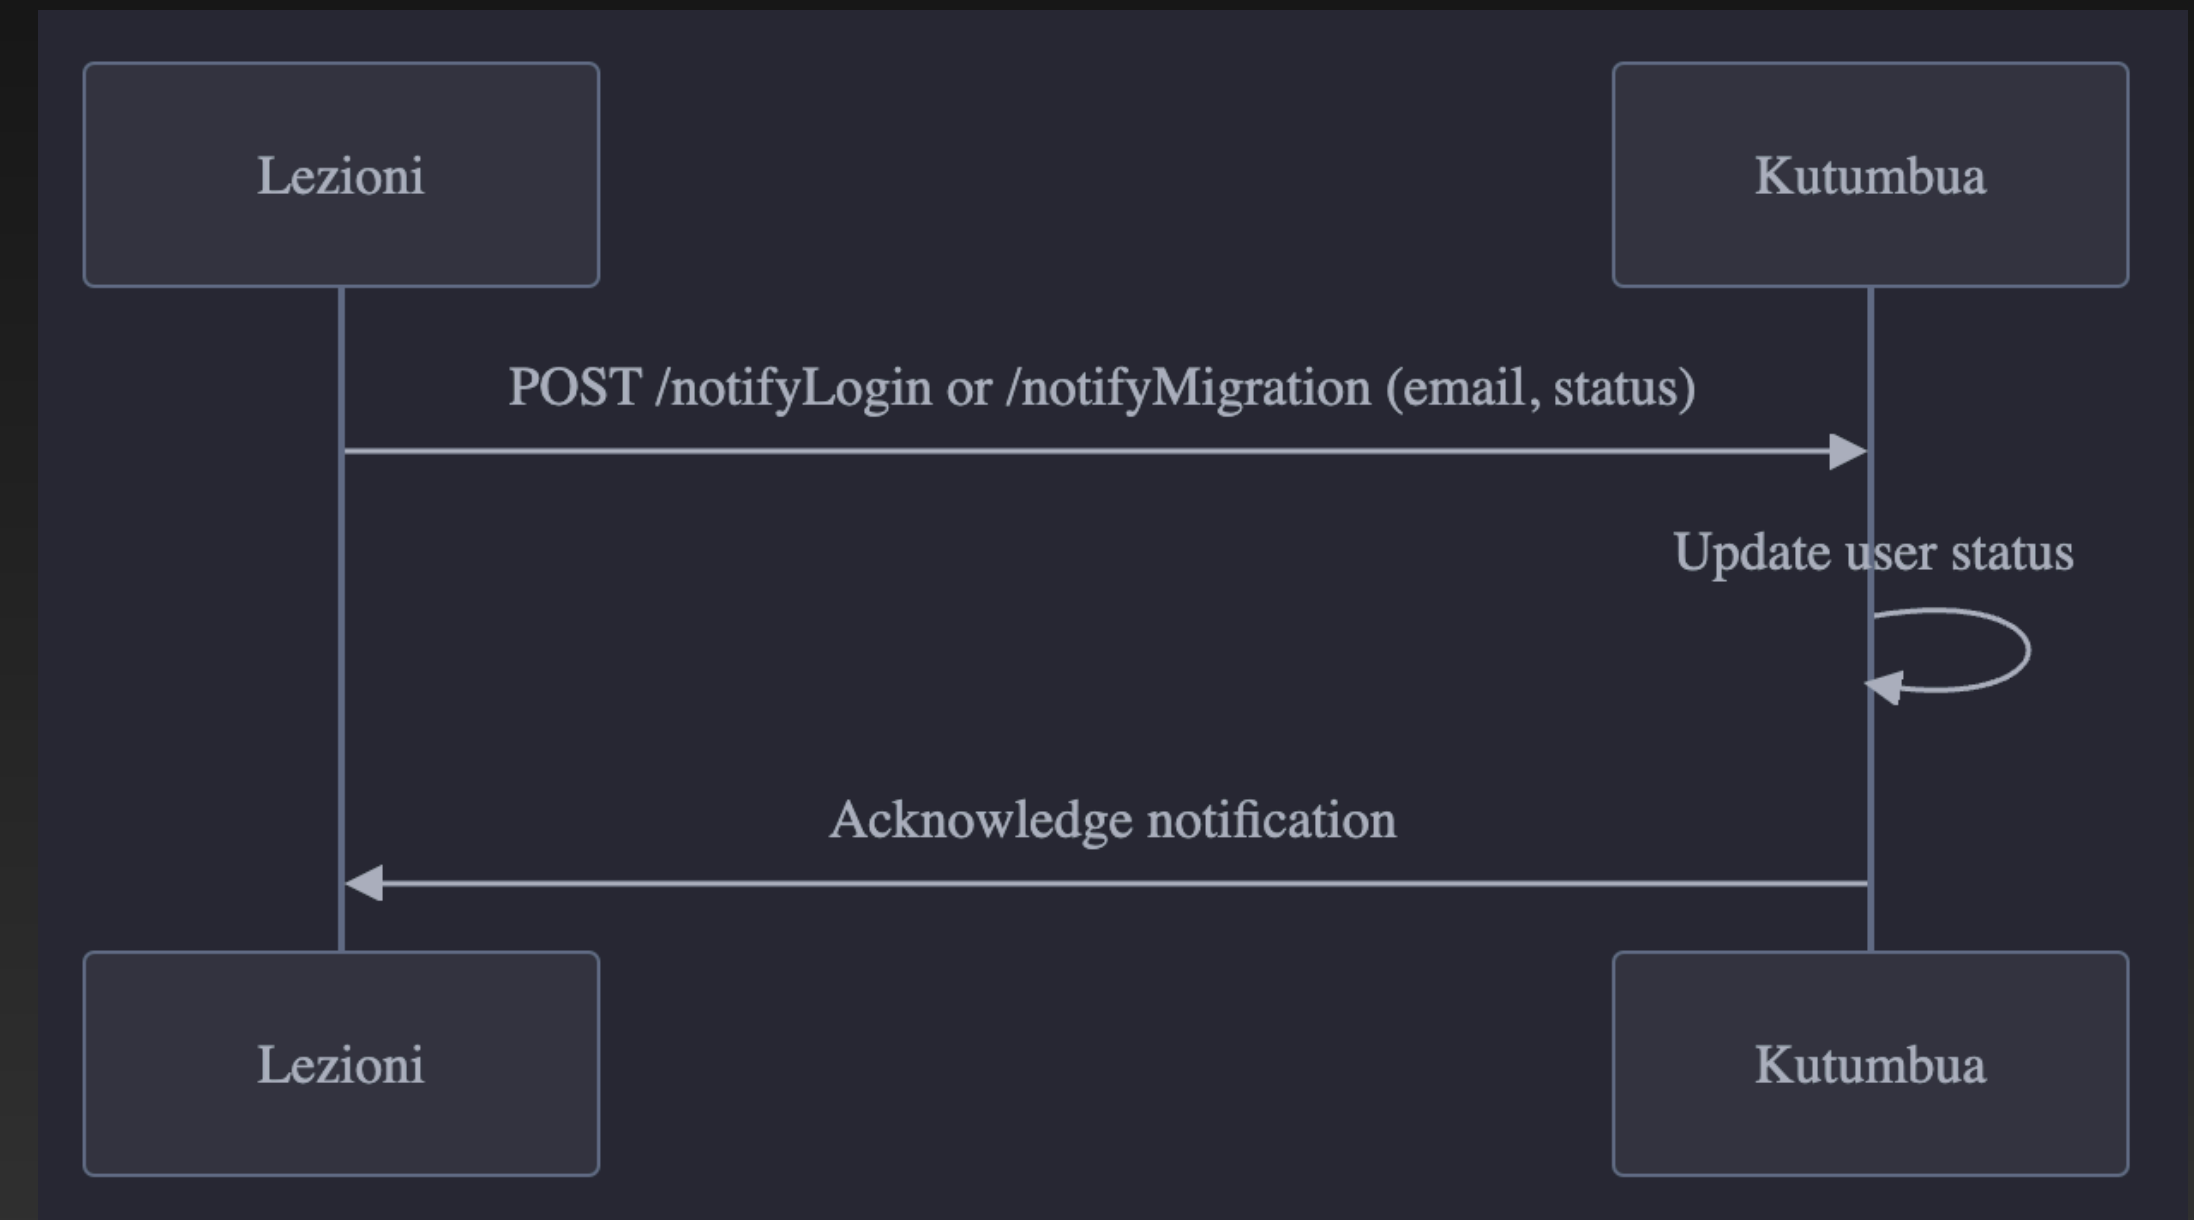 Lezioni
Kutumbua
POST /notifyLogin or /notifyMigration (email, status)
Update user status
Acknowledge notification
Lezioni
Kutumbua